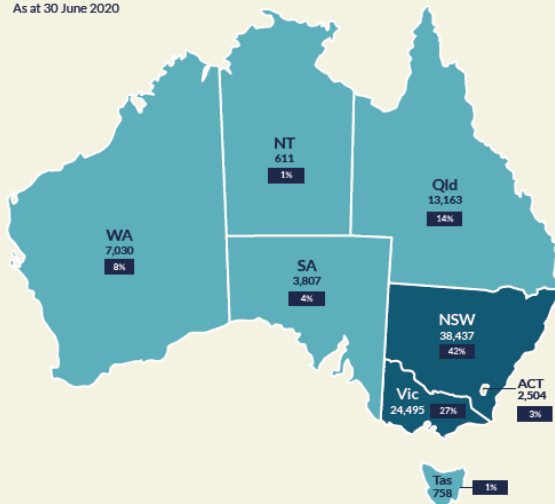 As at 30 June 2020
NT
611
1%
Qld
13,163
14%
WA
7,030
8%
SA
3,807
4%
NSW
38,437
42%
ACT
2,504
3%
Vic
24,495 27%
Tas
758
1%